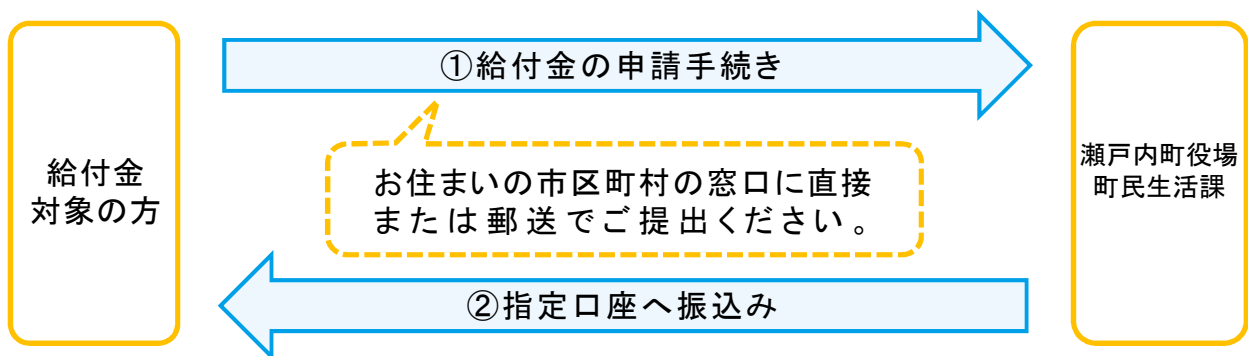 ①給付金の申請手続き
給付金
対象の方
お住まいの市区町村の窓口に直接
または郵送でご提出ください。
瀬戸内町役場
町民生活課
②指定口座へ振込み